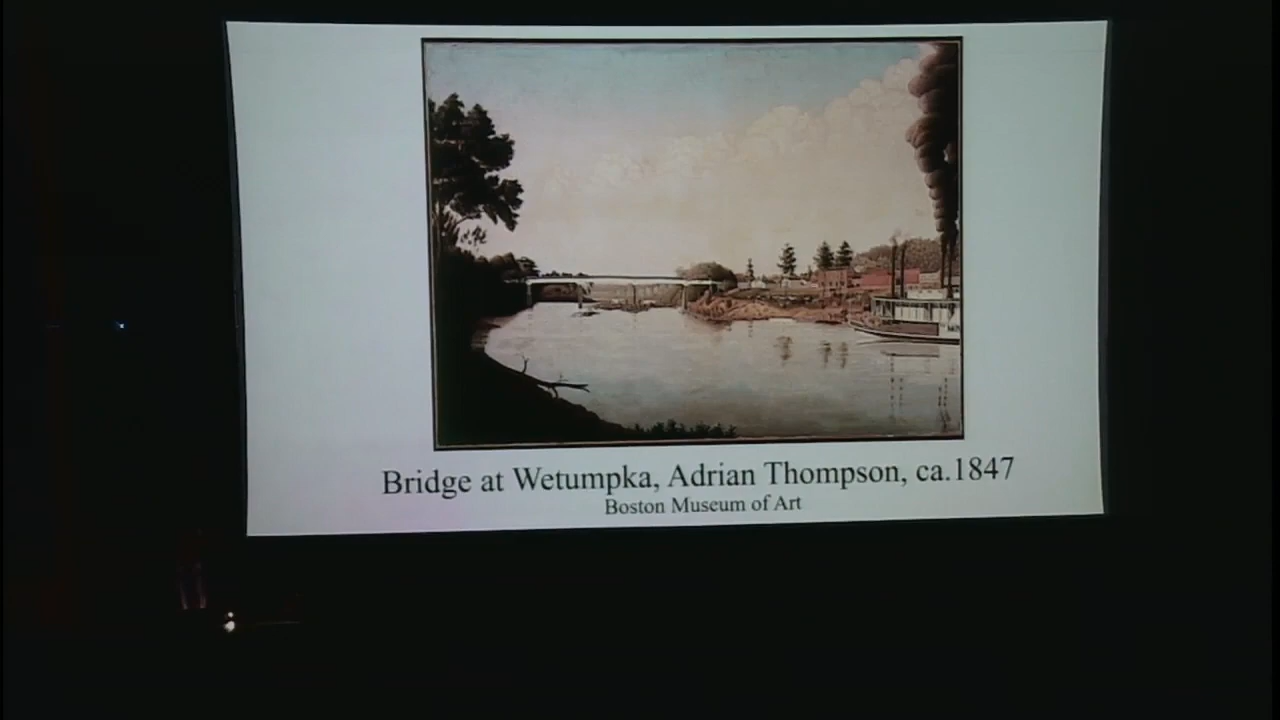 Bridge at Wetumpka, Adrian Thompson, ca.1847
Boston Museum of Art